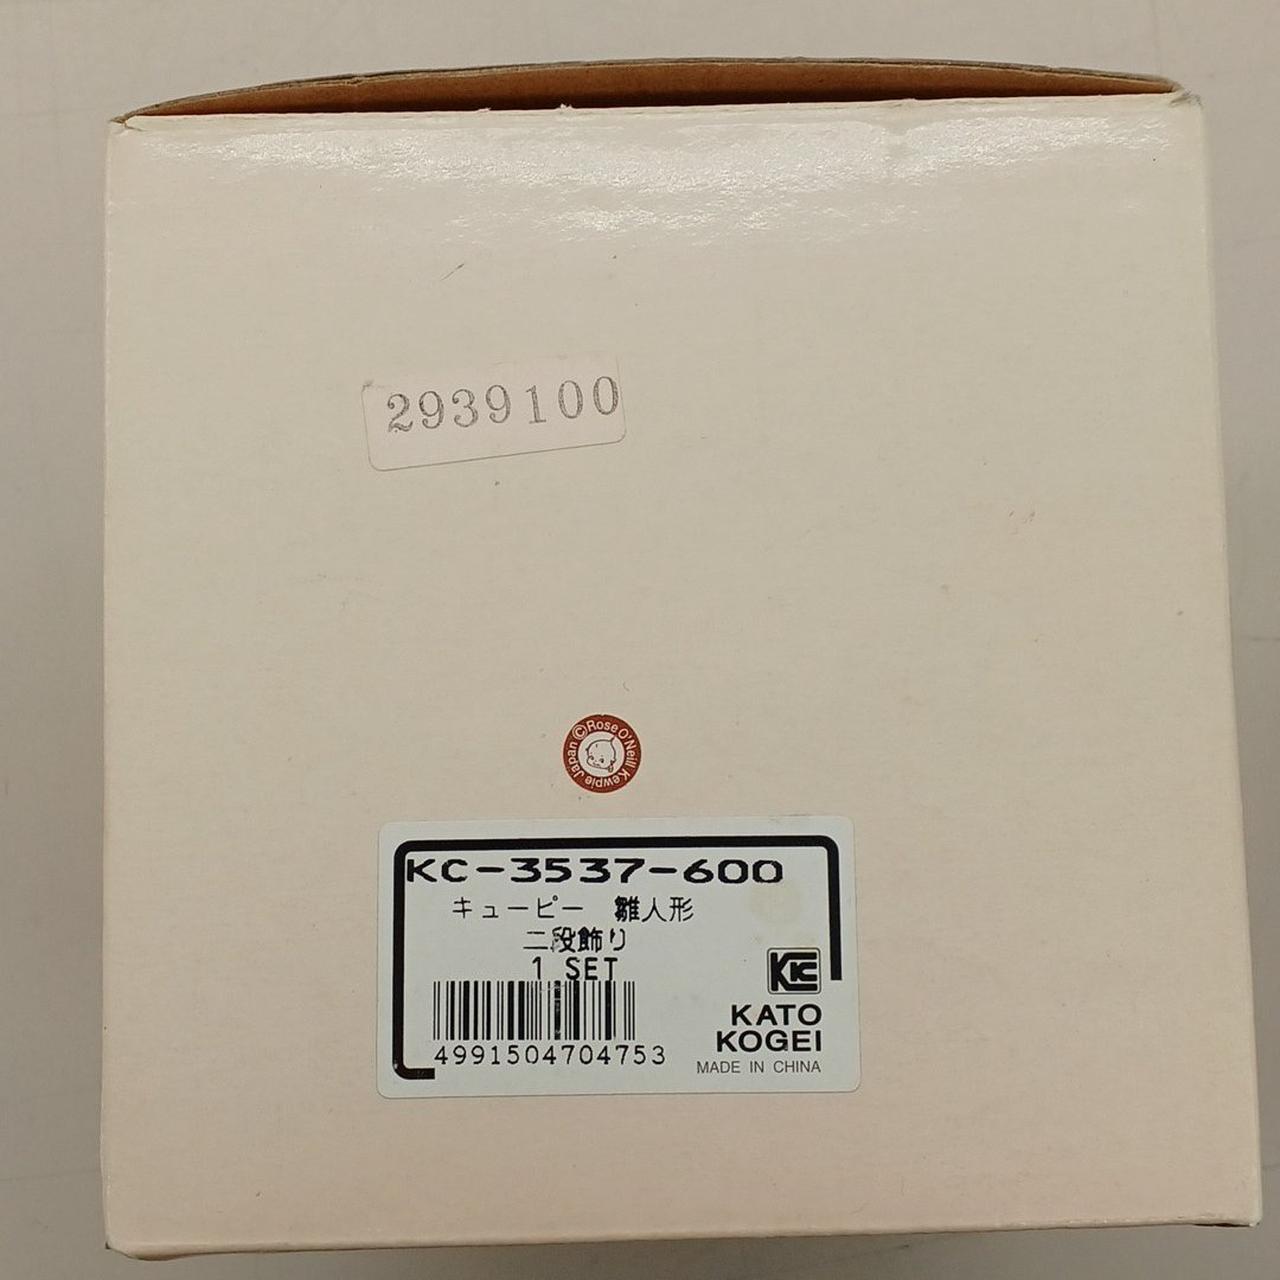 2939100
©Rose O'Neill Kewpie Japan
KC-3537-600
キューピー　雛人形
二段飾り
1 SET
KC
4991504704753
KATO
KOGEI
MADE IN CHINA